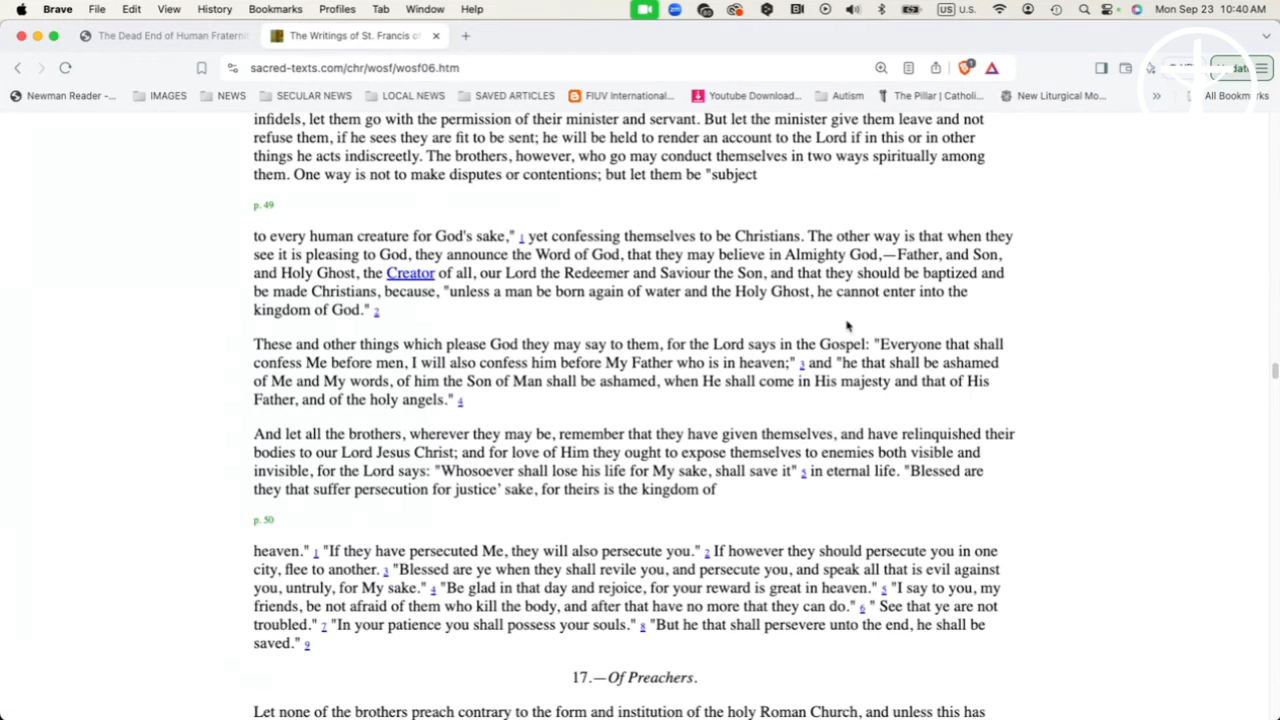 Brave File Edit View History Bookmarks Profiles Tab Window Help US U.S. Mon Sep 23 10:40 AM
The Dead End of Human Fraternit The Writings of St. Francis of
sacred-texts.com/chr/wosf/wosf06.htm
Newman Reader -... IMAGES NEWS SECULAR NEWS LOCAL NEWS SAVED ARTICLES FIUV International... Youtube Download... Autism The Pillar | Catholi... New Liturgical Mo... » All Bookmarks
infidels, let them go with the permission of their minister and servant. But let the minister give them leave and not
refuse them, if he sees they are fit to be sent; he will be held to render an account to the Lord if in this or in other
things he acts indiscreetly. The brothers, however, who go may conduct themselves in two ways spiritually among
them. One way is not to make disputes or contentions; but let them be "subject
p. 49
to every human creature for God's sake," 1 yet confessing themselves to be Christians. The other way is that when they
see it is pleasing to God, they announce the Word of God, that they may believe in Almighty God,—Father, and Son,
and Holy Ghost, the Creator of all, our Lord the Redeemer and Saviour the Son, and that they should be baptized and
be made Christians, because, "unless a man be born again of water and the Holy Ghost, he cannot enter into the
kingdom of God." 2
These and other things which please God they may say to them, for the Lord says in the Gospel: "Everyone that shall
confess Me before men, I will also confess him before My Father who is in heaven;" 3 and "he that shall be ashamed
of Me and My words, of him the Son of Man shall be ashamed, when He shall come in His majesty and that of His
Father, and of the holy angels." 4
And let all the brothers, wherever they may be, remember that they have given themselves, and have relinquished their
bodies to our Lord Jesus Christ; and for love of Him they ought to expose themselves to enemies both visible and
invisible, for the Lord says: "Whosoever shall lose his life for My sake, shall save it" 5 in eternal life. "Blessed are
they that suffer persecution for justice' sake, for theirs is the kingdom of
p. 50
heaven." 1 "If they have persecuted Me, they will also persecute you." 2 If however they should persecute you in one
city, flee to another. 3 "Blessed are ye when they shall revile you, and persecute you, and speak all that is evil against
you, untruly, for My sake." 4 "Be glad in that day and rejoice, for your reward is great in heaven." 5 "I say to you, my
friends, be not afraid of them who kill the body, and after that have no more that they can do." 6 " See that ye are not
troubled." 7 "In your patience you shall possess your souls." 8 "But he that shall persevere unto the end, he shall be
saved." 9
17.—Of Preachers.
Let none of the brothers preach contrary to the form and institution of the holy Roman Church, and unless this has